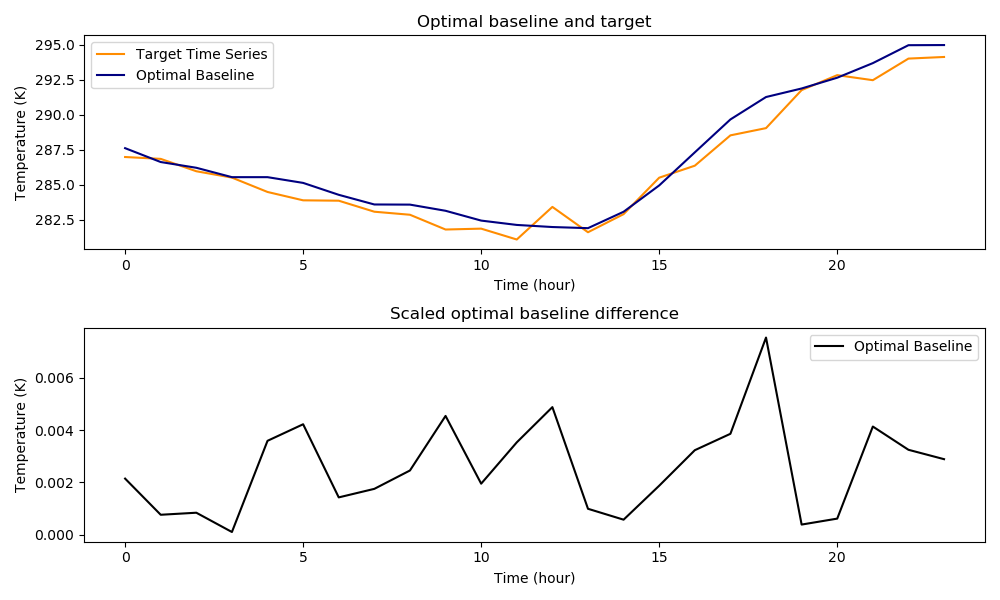 Optimal baseline and target
Temperature (K)
295.0
292.5
290.0
287.5
285.0
282.5
Target Time Series
Optimal Baseline
0 5 10 15 20
Time (hour)
Scaled optimal baseline difference
Temperature (K)
0.006
0.004
0.002
0.000
Optimal Baseline
0 5 10 15 20
Time (hour)